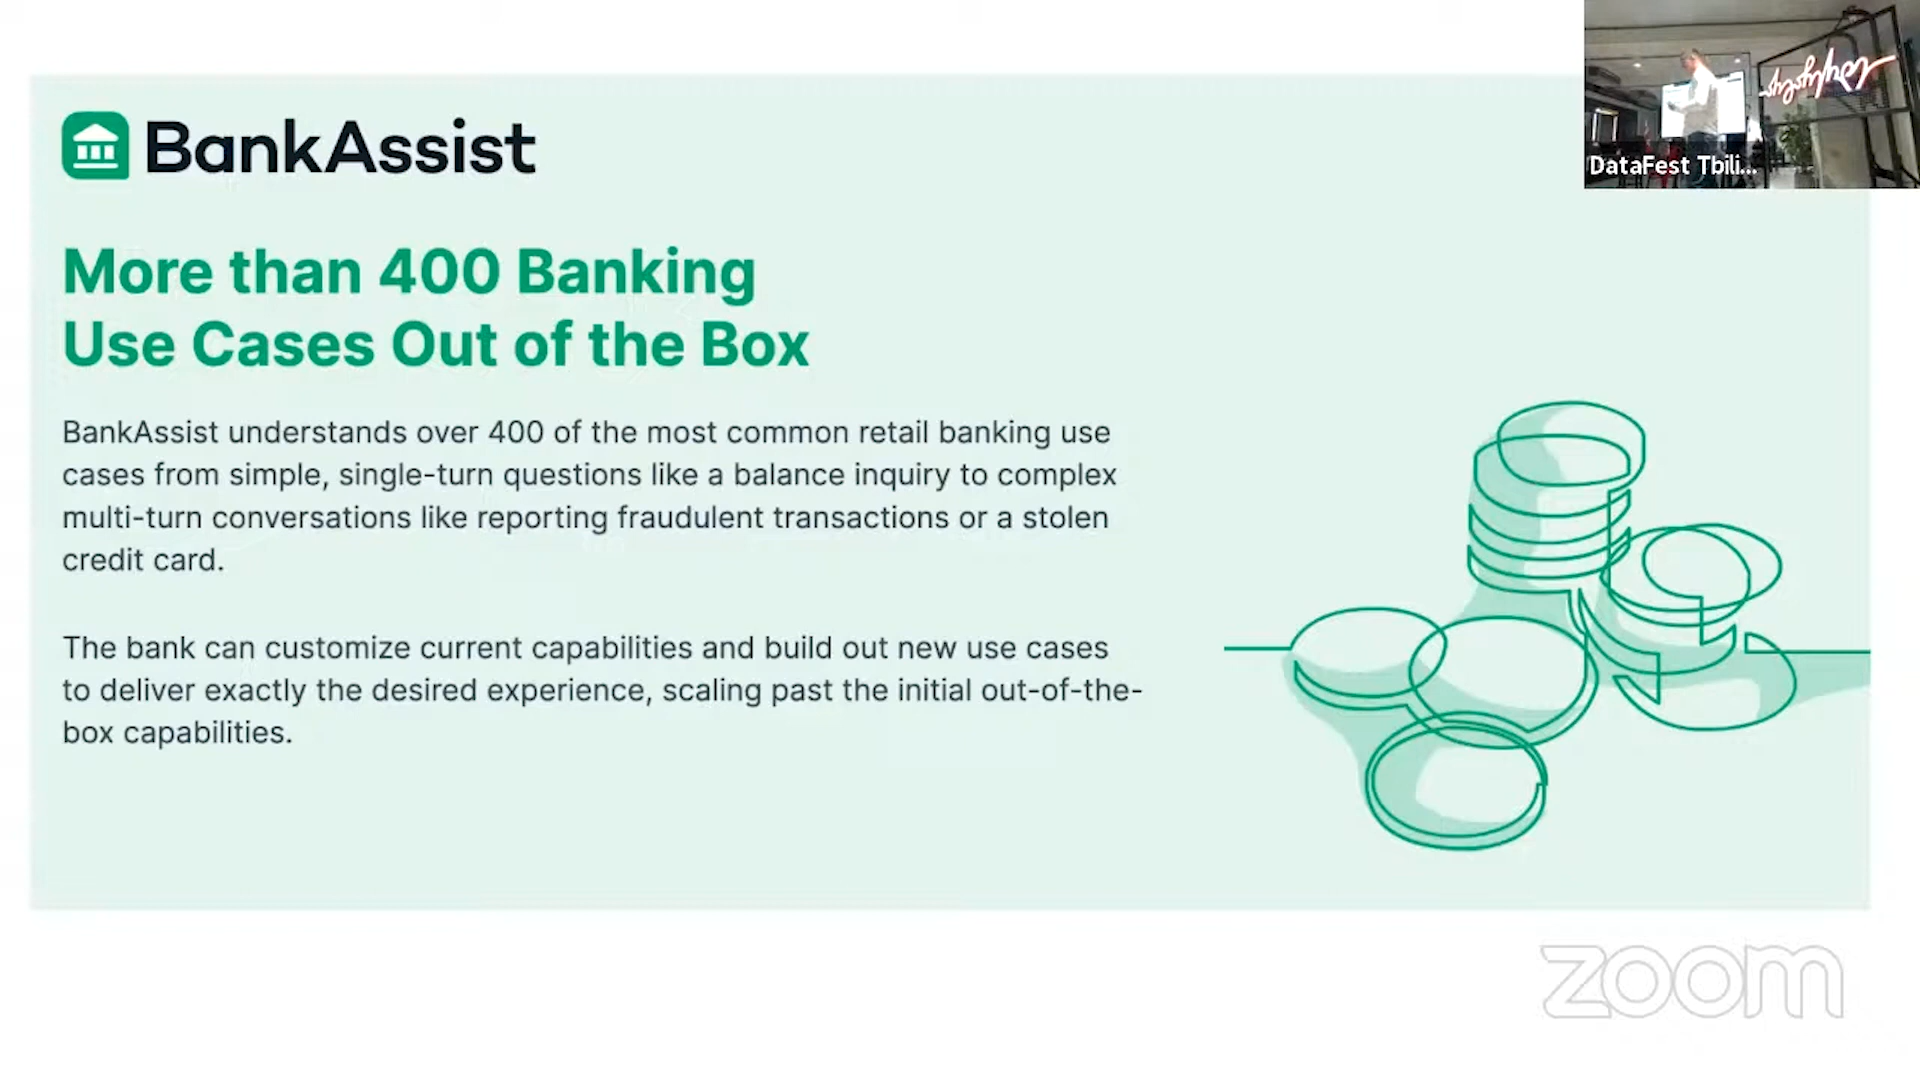 BankAssist
More than 400 Banking
Use Cases Out of the Box
BankAssist understands over 400 of the most common retail banking use
cases from simple, single-turn questions like a balance inquiry to complex
multi-turn conversations like reporting fraudulent transactions or a stolen
credit card.
The bank can customize current capabilities and build out new use cases
to deliver exactly the desired experience, scaling past the initial out-of-the-
box capabilities.
DataFest Tbili...
zoom